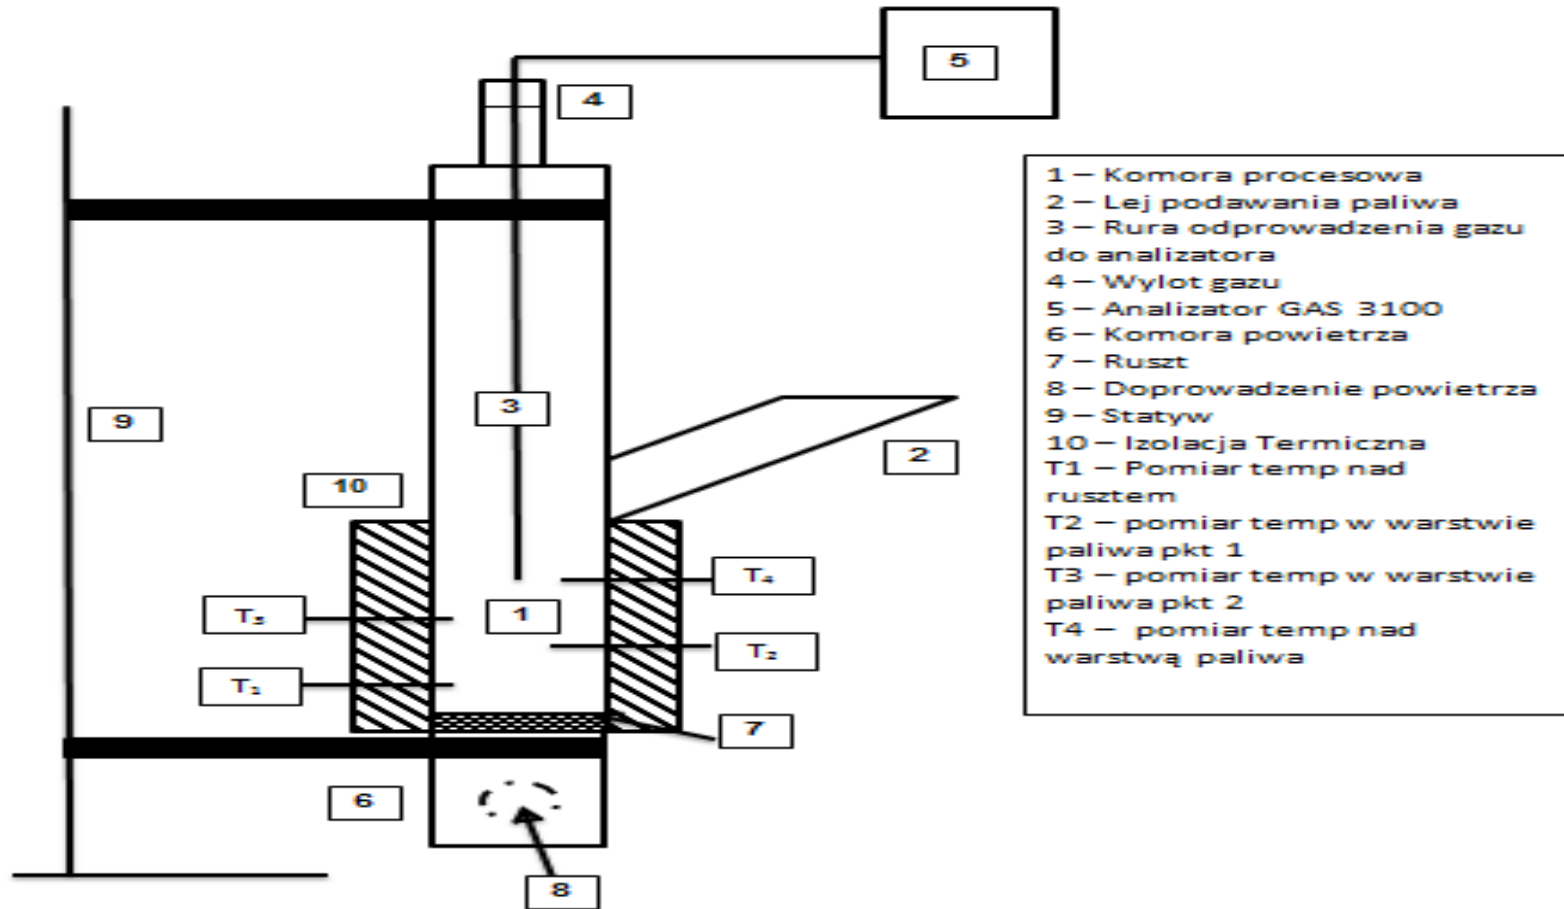 5
4
1 – Komora procesowa
2 – Lej podawania paliwa
3 – Rura odprowadzenia gazu
do analizatora
4 – Wylot gazu
5 – Analizator GAS 3100
6 – Komora powietrza
7 – Ruszt
8 – Doprowadzenie powietrza
9 – Statyw
10 – Izolacja Termiczna
T1 – Pomiar temp nad
rusztem
T2 – pomiar temp w warstwie
paliwa pkt 1
T3 – pomiar temp w warstwie
paliwa pkt 2
T4 – pomiar temp nad
warstwą paliwa
3
9
2
10
T₄
T₃
1
T₂
T₁
7
6
8